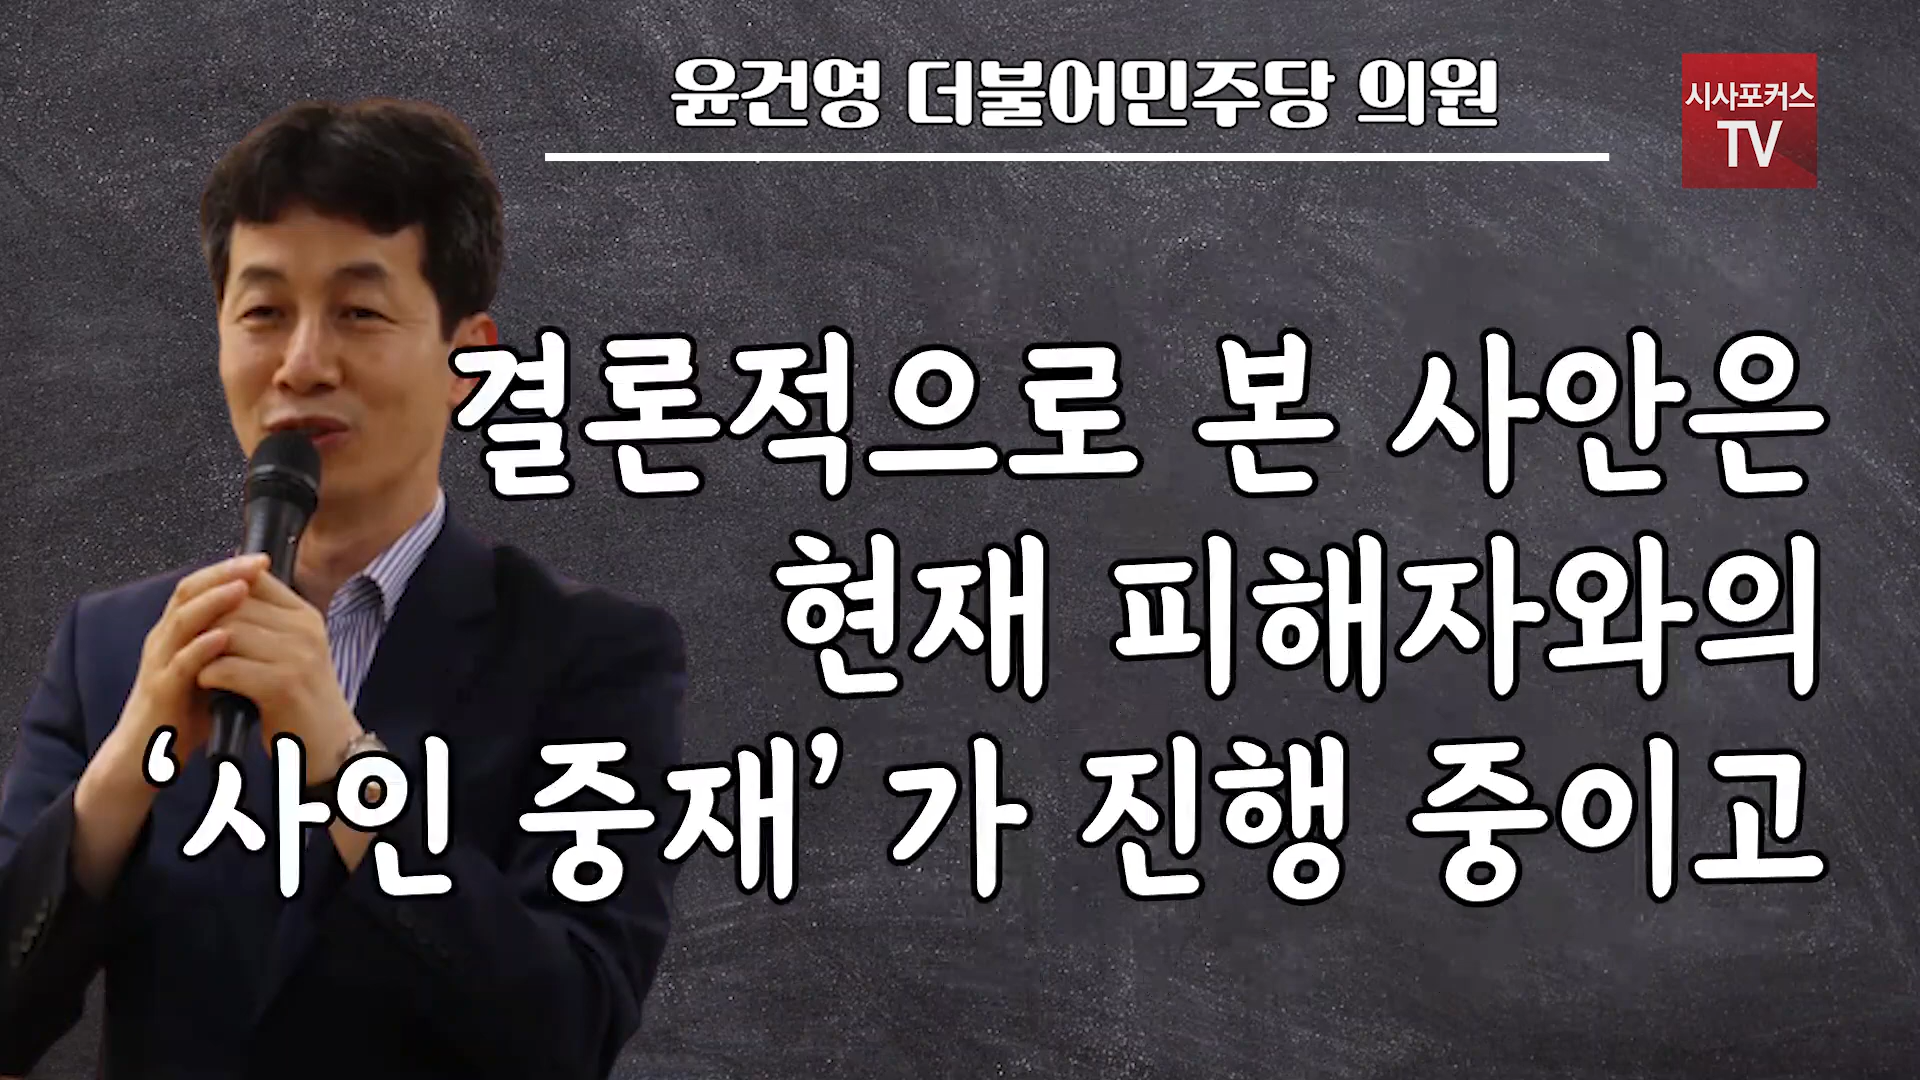 윤건영 더불어민주당 의원
시사포커스
TV
결론적으로 본 사안은
현재 피해자와의
‘사인 중재’가 진행 중이고